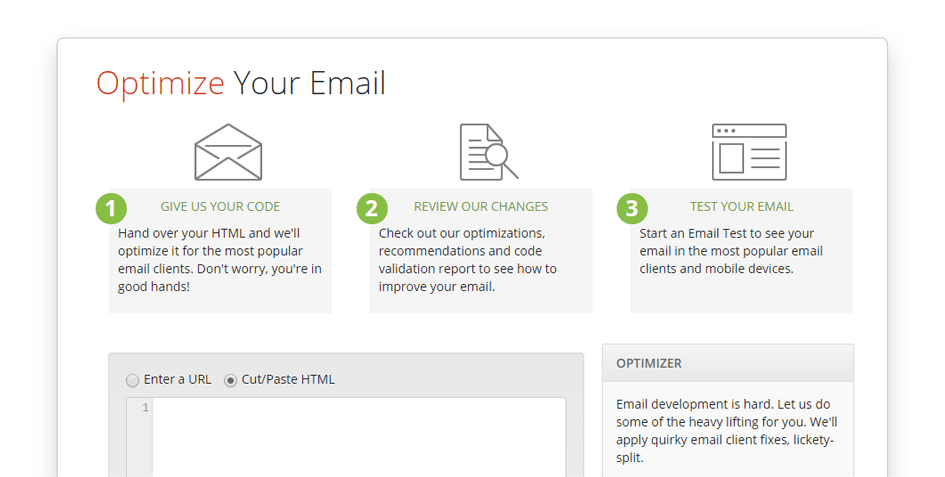 Optimize Your Email
1
GIVE US YOUR CODE
Hand over your HTML and we'll
optimize it for the most popular
email clients. Don't worry, you're in
good hands!
2
REVIEW OUR CHANGES
Check out our optimizations,
recommendations and code
validation report to see how to
improve your email.
3
TEST YOUR EMAIL
Start an Email Test to see your
email in the most popular email
clients and mobile devices.
Enter a URL Cut/Paste HTML
1
OPTIMIZER
Email development is hard. Let us do
some of the heavy lifting for you. We'll
apply quirky email client fixes, lickety-
split.